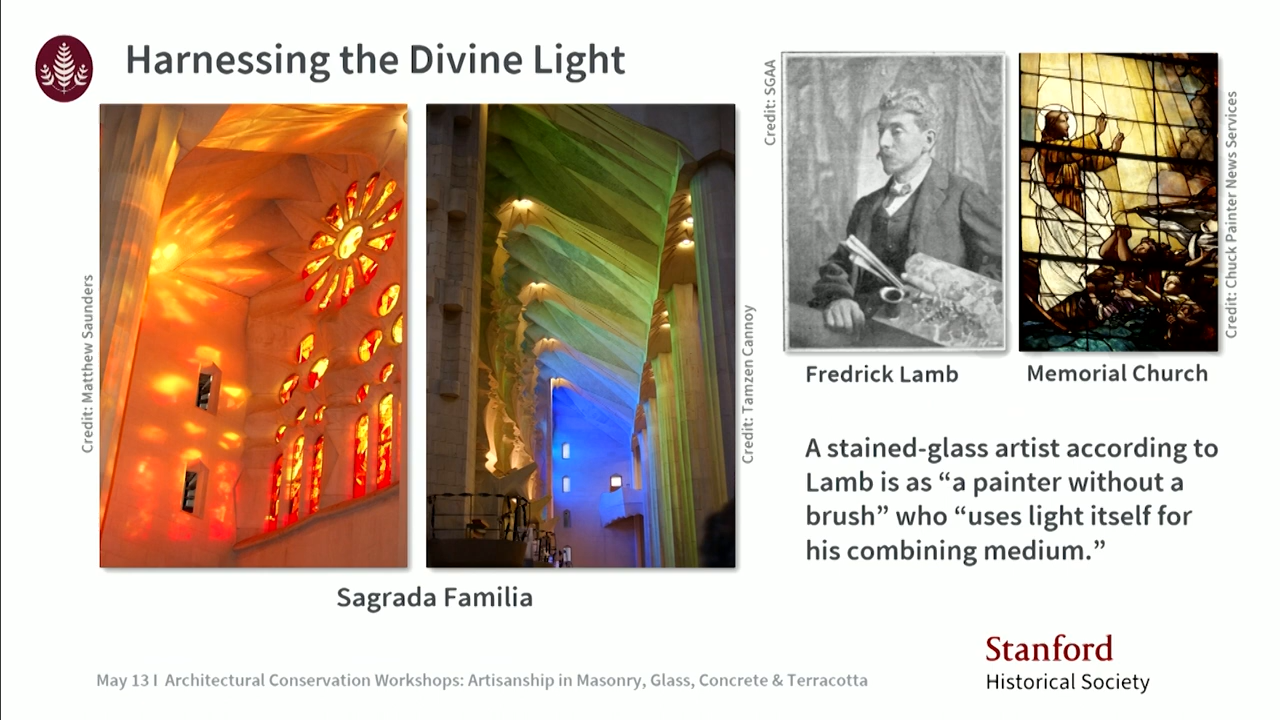 Harnessing the Divine Light
Credit: Matthew Saunders
Credit: Tamzen Cannoy
Sagrada Familia
Credit: SGAA
Fredrick Lamb
Credit: Chuck Painter News Services
Memorial Church
A stained-glass artist according to
Lamb is as “a painter without a
brush” who “uses light itself for
his combining medium.”
May 13 I Architectural Conservation Workshops: Artisanship in Masonry, Glass, Concrete & Terracotta
Stanford
Historical Society